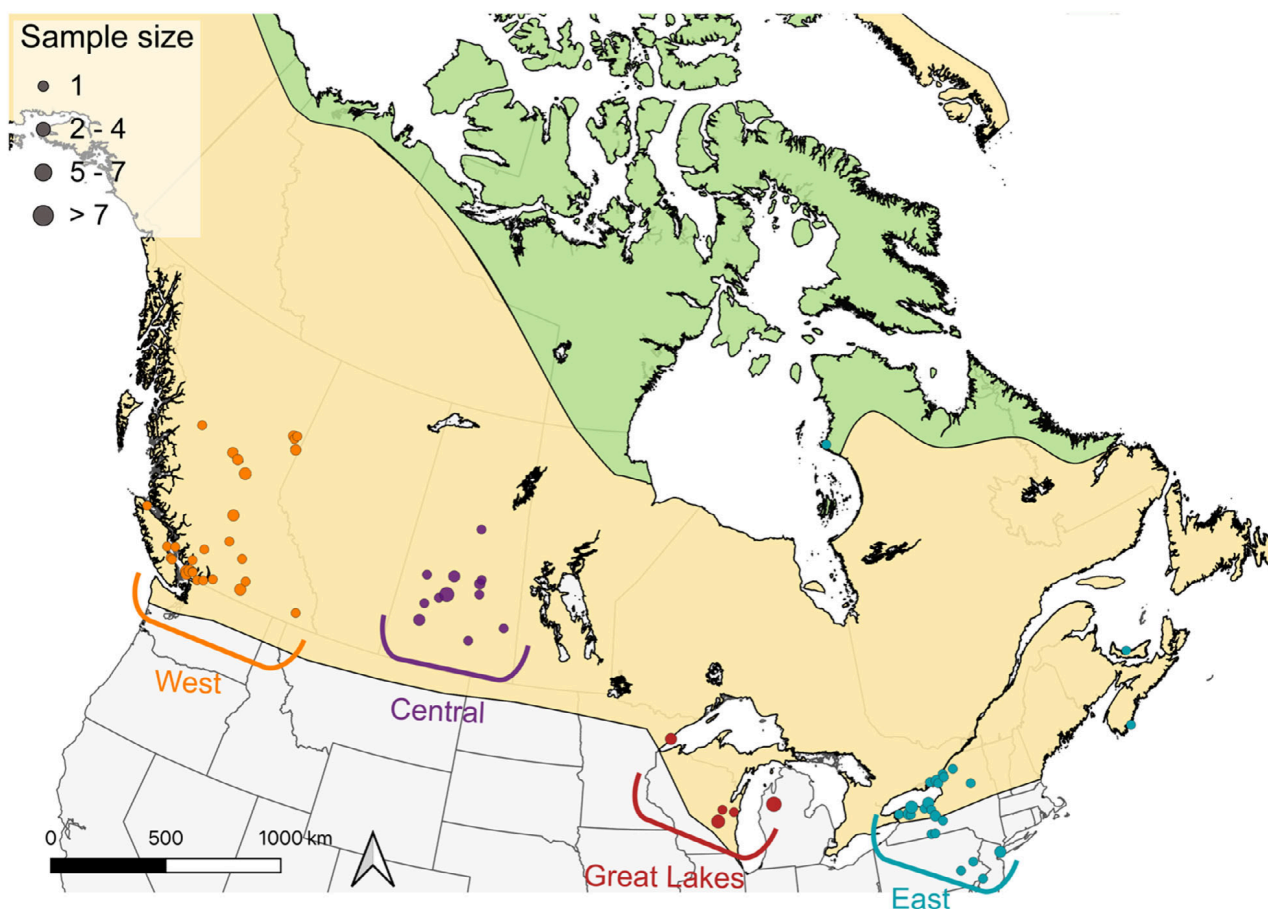 Sample size
1
2 - 4
5 - 7
> 7
West
Central
Great Lakes
East
0 500 1000 km